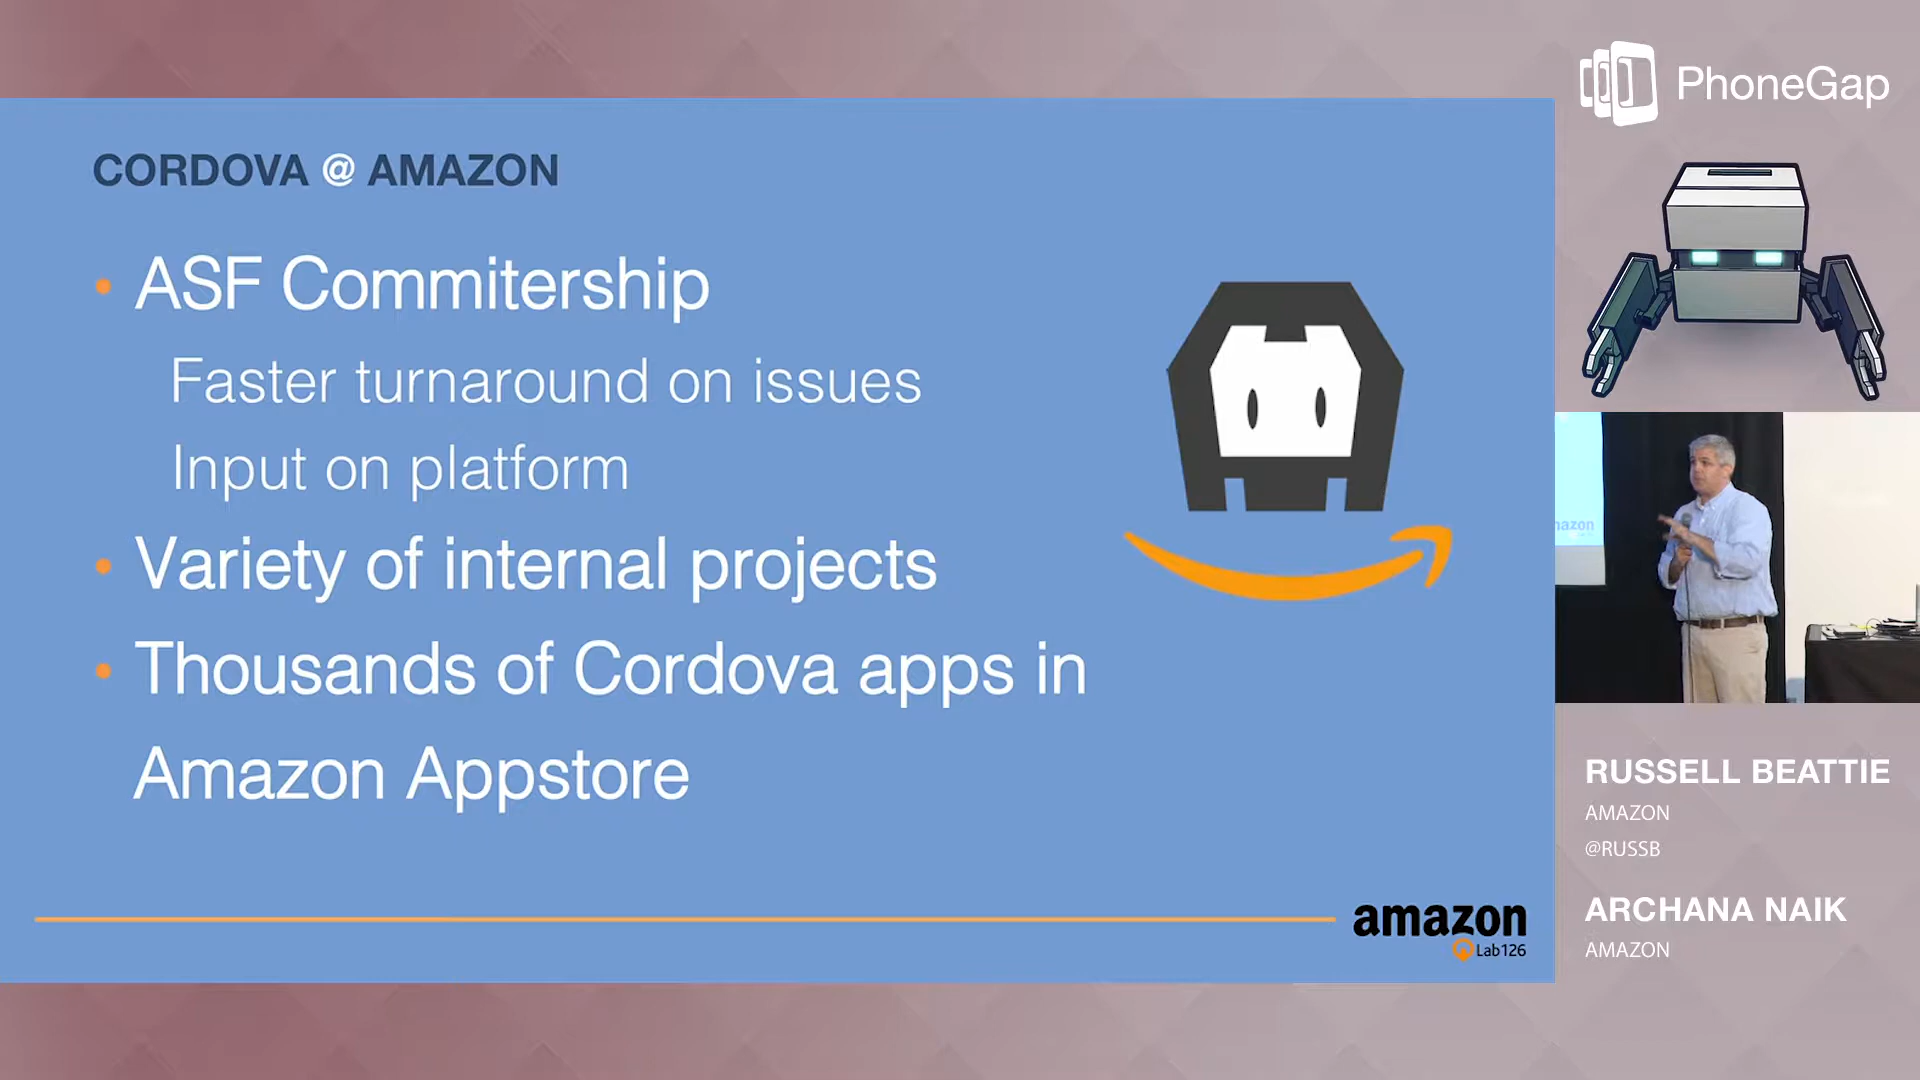 PhoneGap
CORDOVA @ AMAZON
• ASF Commitership
Faster turnaround on issues
Input on platform
• Variety of internal projects
• Thousands of Cordova apps in
Amazon Appstore
amazon
Lab126
mazon
RUSSELL BEATTIE
AMAZON
@RUSSB
ARCHANA NAIK
AMAZON